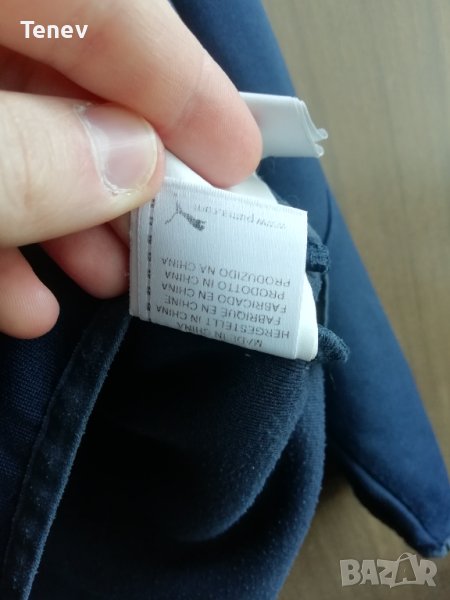 Tenev
MADE IN CHINA
HERGESTELLT IN CHINA
FABRIQUE EN CHINE
FABRICADO EN CHINA
PRODOTTO IN CHINA
PRODUZIDO NA CHINA
www.puma.com
BAZAR